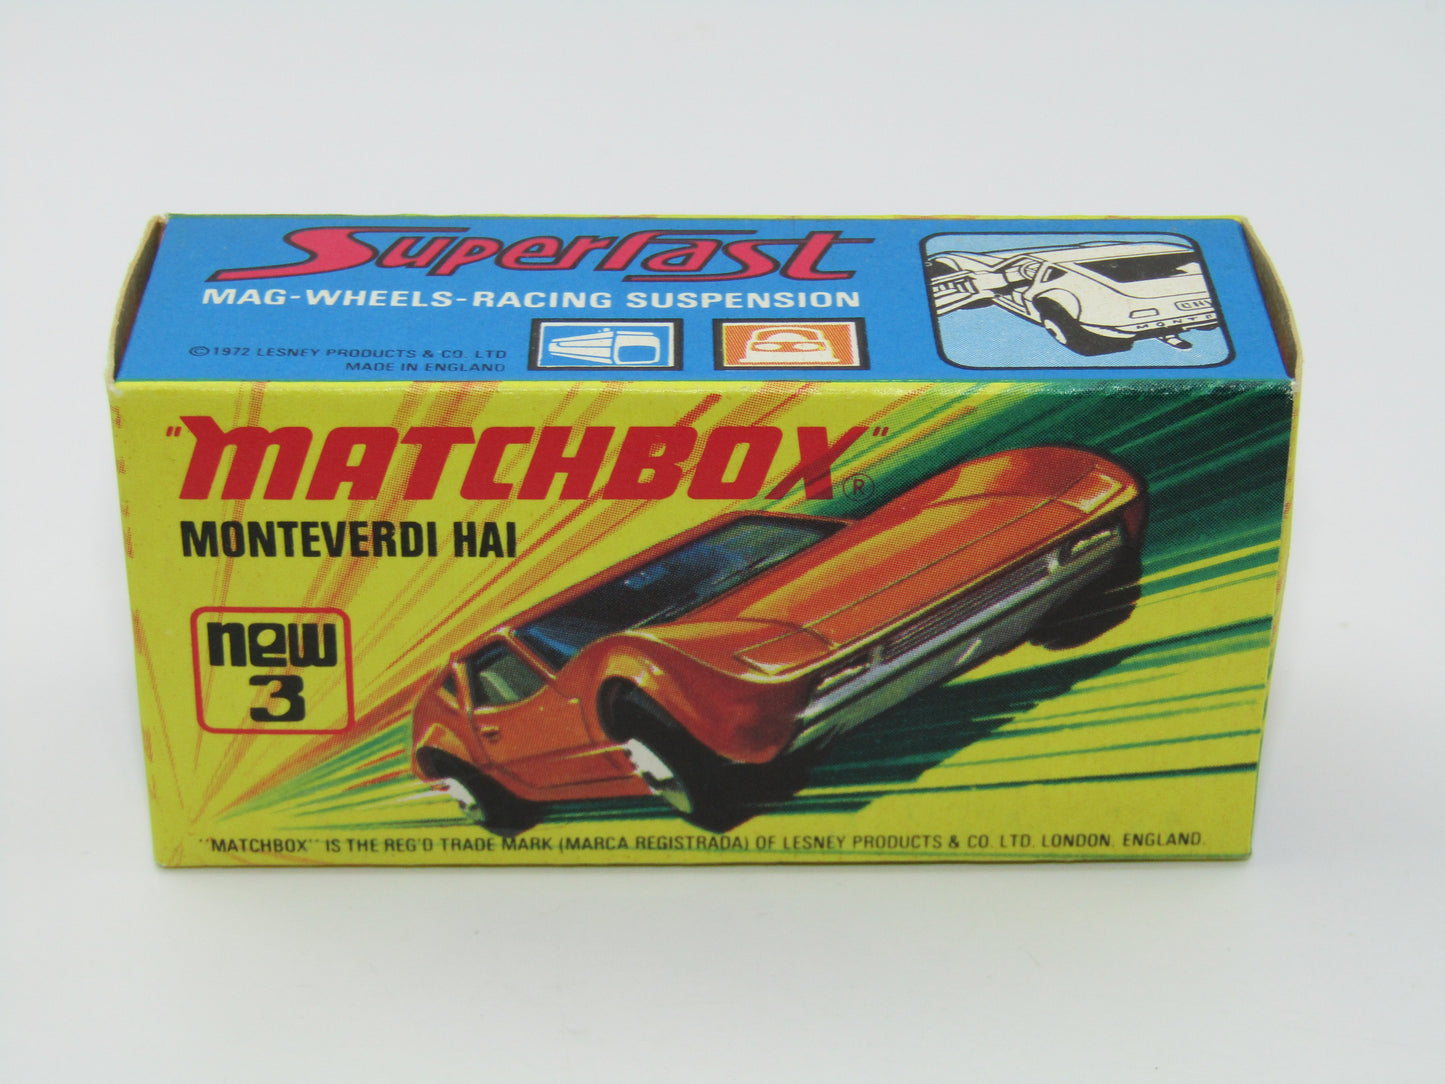 Superfast
MAG-WHEELS-RACING SUSPENSION
©1972 LESNEY PRODUCTS & CO. LTD
MADE IN ENGLAND
"MATCHBOX"®
MONTEVERDI HAI
new
3
"MATCHBOX" IS THE REG'D TRADE MARK (MARCA REGISTRADA) OF LESNEY PRODUCTS & CO. LTD. LONDON. ENGLAND.